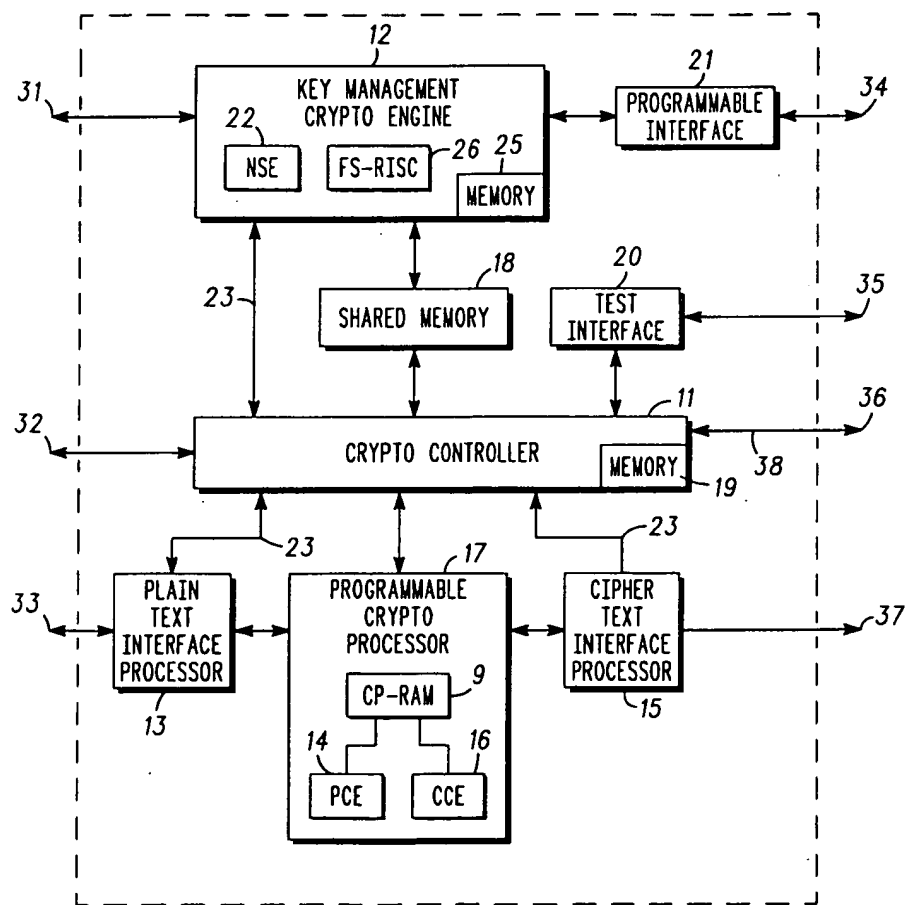 12
31
KEY MANAGEMENT
CRYPTO ENGINE
22
NSE
FS-RISC
26
25
MEMORY
21
PROGRAMMABLE
INTERFACE
34
23
18
SHARED MEMORY
20
TEST
INTERFACE
35
32
11
CRYPTO CONTROLLER
MEMORY
19
36
38
23
17
23
33
PLAIN
TEXT
INTERFACE
PROCESSOR
13
PROGRAMMABLE
CRYPTO
PROCESSOR
CP-RAM
9
14
PCE
16
CCE
CIPHER
TEXT
INTERFACE
PROCESSOR
15
37